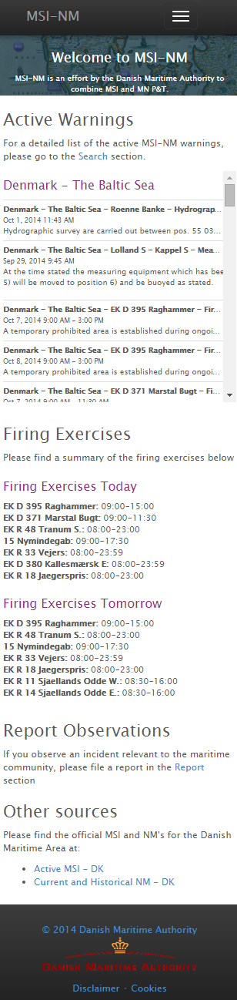 MSI-NM
Welcome to MSI-NM
MSI-NM is an effort by the Danish Maritime Authority to
combine MSI and MN P&T.
Active Warnings
For a detailed list of the active MSI-NM warnings,
please go to the Search section.
Denmark - The Baltic Sea
Denmark - The Baltic Sea - Roenne Banke - Hydrograp...
Oct 1, 2014 11:43 AM
Hydrographic survey are carried out between pos. 55 03...
Denmark - The Baltic Sea - Lolland S - Kappel S - Mea...
Sep 29, 2014 9:45 AM
At the time stated the measuring equipment which has bee
5) will be moved to position 6) and be buoyed as stated.
Denmark - The Baltic Sea - EK D 395 Raghammer - Fir...
Oct 7, 2014 9:00 AM - 3:00 PM
A temporary prohibited area is established during ongoi...
Denmark - The Baltic Sea - EK D 395 Raghammer - Fir...
Oct 8, 2014 9:00 AM - 3:00 PM
A temporary prohibited area is established during ongoi...
Denmark - The Baltic Sea - EK D 371 Marstal Bugt - Fi...
Oct 7, 2014 9:00 AM - 11:30 AM
Firing Exercises
Please find a summary of the firing exercises below
Firing Exercises Today
EK D 395 Raghammer: 09:00-15:00
EK D 371 Marstal Bugt: 09:00-11:30
EK R 48 Tranum S.: 08:00-23:00
15 Nymindegab: 09:00-17:30
EK R 33 Vejers: 08:00-23:59
EK D 380 Kallesmærsk E: 08:00-23:59
EK R 18 Jaegerspris: 08:00-23:00
Firing Exercises Tomorrow
EK D 395 Raghammer: 09:00-15:00
EK R 48 Tranum S.: 08:00-23:00
15 Nymindegab: 09:00-17:30
EK R 33 Vejers: 08:00-23:59
EK R 18 Jaegerspris: 08:00-23:00
EK R 11 Sjaellands Odde W.: 08:30-16:00
EK R 14 Sjaellands Odde E.: 08:30-16:00
Report Observations
If you observe an incident relevant to the maritime
community, please file a report in the Report
section
Other sources
Please find the official MSI and NM's for the Danish
Maritime Area at:
• Active MSI - DK
• Current and Historical NM - DK
© 2014 Danish Maritime Authority
DANISH MARITIME AUTHORITY
Disclaimer · Cookies